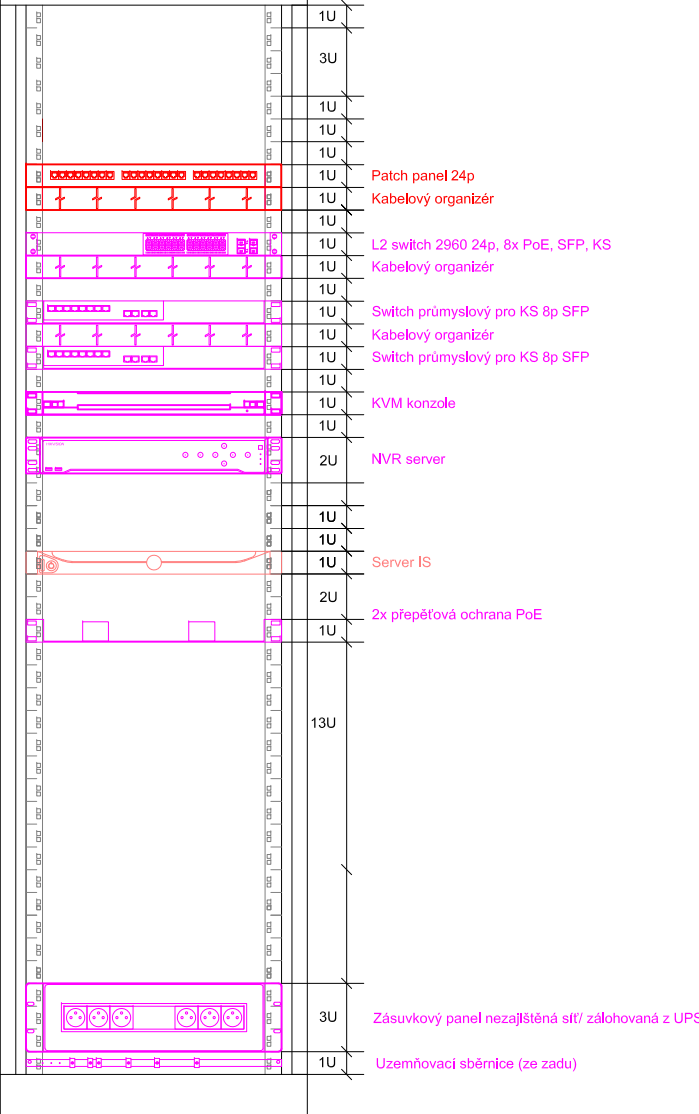 1U
3U
1U
1U
1U
1U Patch panel 24p
Kabelový organizér
1U
1U L2 switch 2960 24p, 8x PoE, SFP, KS
1U Kabelový organizér
1U
1U Switch průmyslový pro KS 8p SFP
1U Kabelový organizér
1U Switch průmyslový pro KS 8p SFP
1U
1U KVM konzole
1U
2U NVR server
1U
1U
1U Server IS
2U
2x přepěťová ochrana PoE
1U
13U
3U Zásuvkový panel nezajištěná síť/ zálohovaná z UPS
1U Uzemňovací sběrnice (ze zadu)